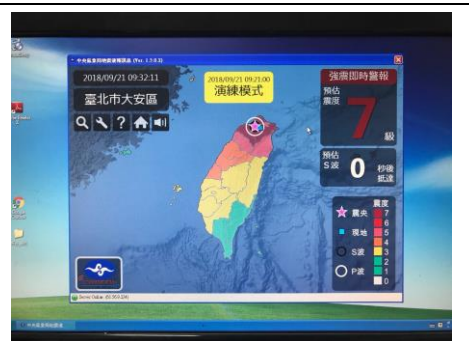 2018/09/21 09:32:11
臺北市大安區
2018/09/21 09:21:00
演練模式
強震即時警報
預估
震度
7
級
預估
S波
0
秒後
抵達
震度
震央
現地
S波
P波
7
6
5
4
3
2
1
0